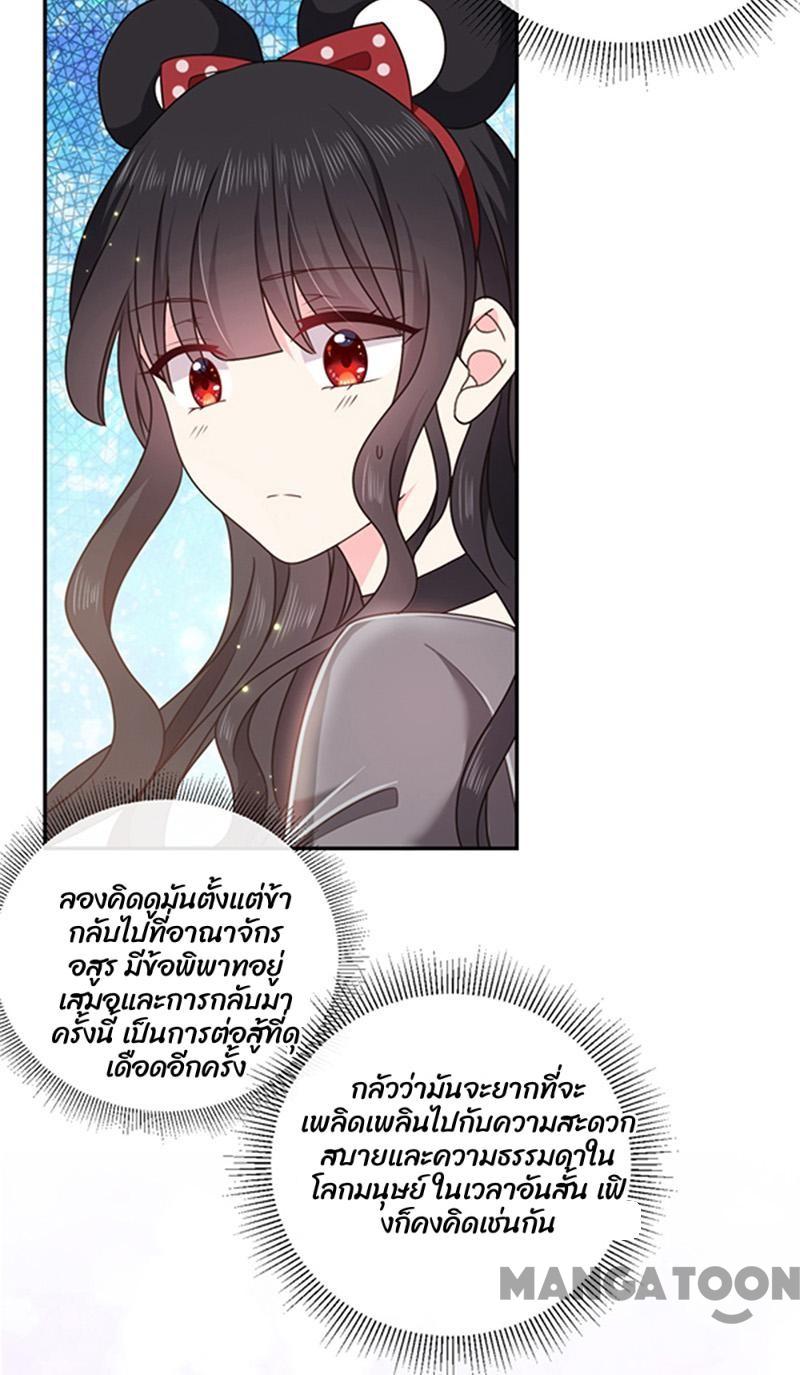 ลองคิดดูมันตั้งแต่ข้า
กลับไปที่อาณาจักร
อสูร มีข้อพิพาทอยู่
เสมอและการกลับมา
ครั้งนี้ เป็นการต่อสู้ที่ดุ
เดือดอีกครั้ง
กลัวว่ามันจะยากที่จะ
เพลิดเพลินไปกับความสะดวก
สบายและความธรรมดาใน
โลกมนุษย์ ในเวลาอันสั้น เฟิ
งก็คงคิดเช่นกัน
MANGATOON